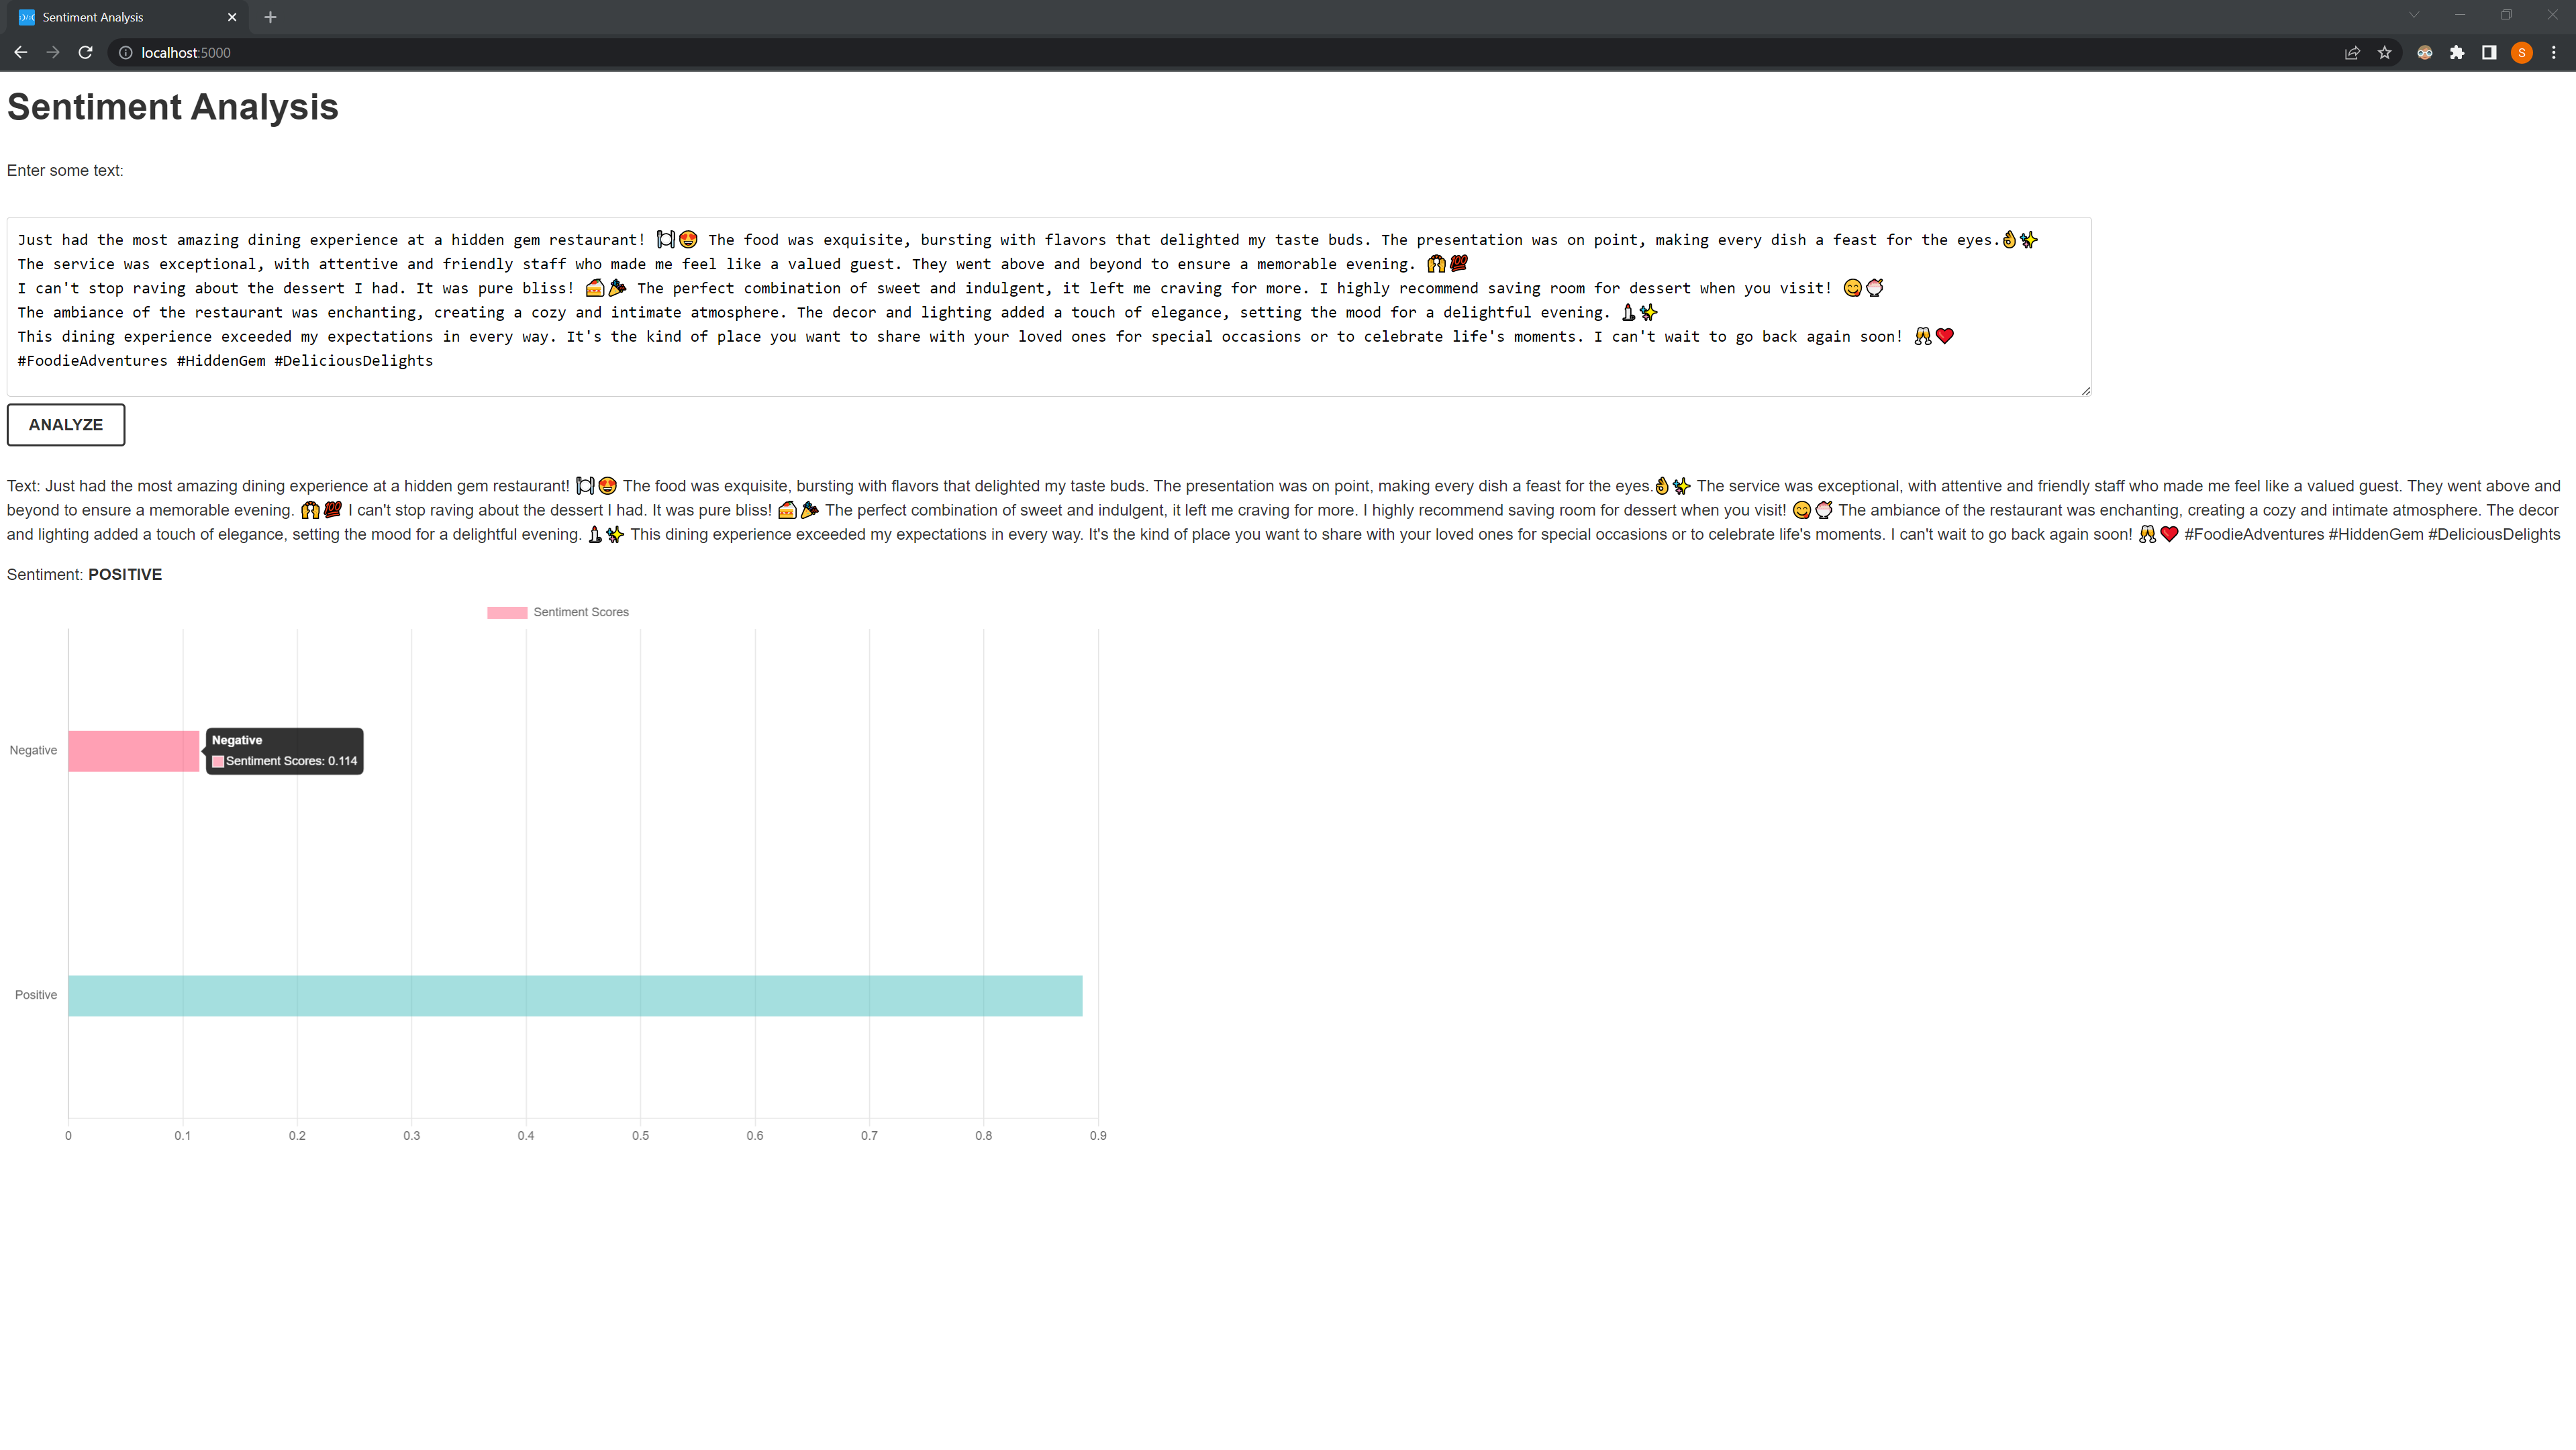 Sentiment Analysis
localhost:5000
S
Sentiment Analysis
Enter some text:
Just had the most amazing dining experience at a hidden gem restaurant! 🍽😍 The food was exquisite, bursting with flavors that delighted my taste buds. The presentation was on point, making every dish a feast for the eyes.👌✨
The service was exceptional, with attentive and friendly staff who made me feel like a valued guest. They went above and beyond to ensure a memorable evening. 🙌💯
I can't stop raving about the dessert I had. It was pure bliss! 🍰🎉 The perfect combination of sweet and indulgent, it left me craving for more. I highly recommend saving room for dessert when you visit! 😋🍨
The ambiance of the restaurant was enchanting, creating a cozy and intimate atmosphere. The decor and lighting added a touch of elegance, setting the mood for a delightful evening. 🕯✨
This dining experience exceeded my expectations in every way. It's the kind of place you want to share with your loved ones for special occasions or to celebrate life's moments. I can't wait to go back again soon! 🥂❤
#FoodieAdventures #HiddenGem #DeliciousDelights
ANALYZE
Text: Just had the most amazing dining experience at a hidden gem restaurant! 🍽😍 The food was exquisite, bursting with flavors that delighted my taste buds. The presentation was on point, making every dish a feast for the eyes.👌✨ The service was exceptional, with attentive and friendly staff who made me feel like a valued guest. They went above and
beyond to ensure a memorable evening. 🙌💯 I can't stop raving about the dessert I had. It was pure bliss! 🍰🎉 The perfect combination of sweet and indulgent, it left me craving for more. I highly recommend saving room for dessert when you visit! 😋🍨 The ambiance of the restaurant was enchanting, creating a cozy and intimate atmosphere. The decor
and lighting added a touch of elegance, setting the mood for a delightful evening. 🕯✨ This dining experience exceeded my expectations in every way. It's the kind of place you want to share with your loved ones for special occasions or to celebrate life's moments. I can't wait to go back again soon! 🥂❤ #FoodieAdventures #HiddenGem #DeliciousDelights
Sentiment: POSITIVE
Sentiment Scores
Negative
Negative
Sentiment Scores: 0.114
Positive
0 0.1 0.2 0.3 0.4 0.5 0.6 0.7 0.8 0.9